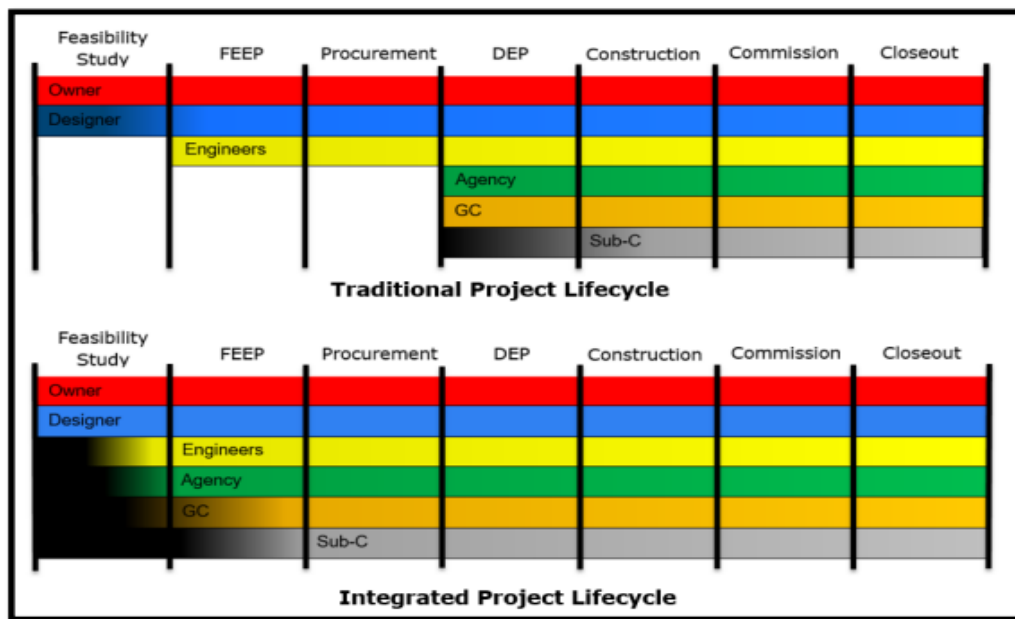 Feasibility
Study
FEEP
Procurement
DEP
Construction
Commission
Closeout
Owner
Designer
Engineers
Agency
GC
Sub-C
Traditional Project Lifecycle
Feasibility
Study
FEEP
Procurement
DEP
Construction
Commission
Closeout
Owner
Designer
Engineers
Agency
GC
Sub-C
Integrated Project Lifecycle